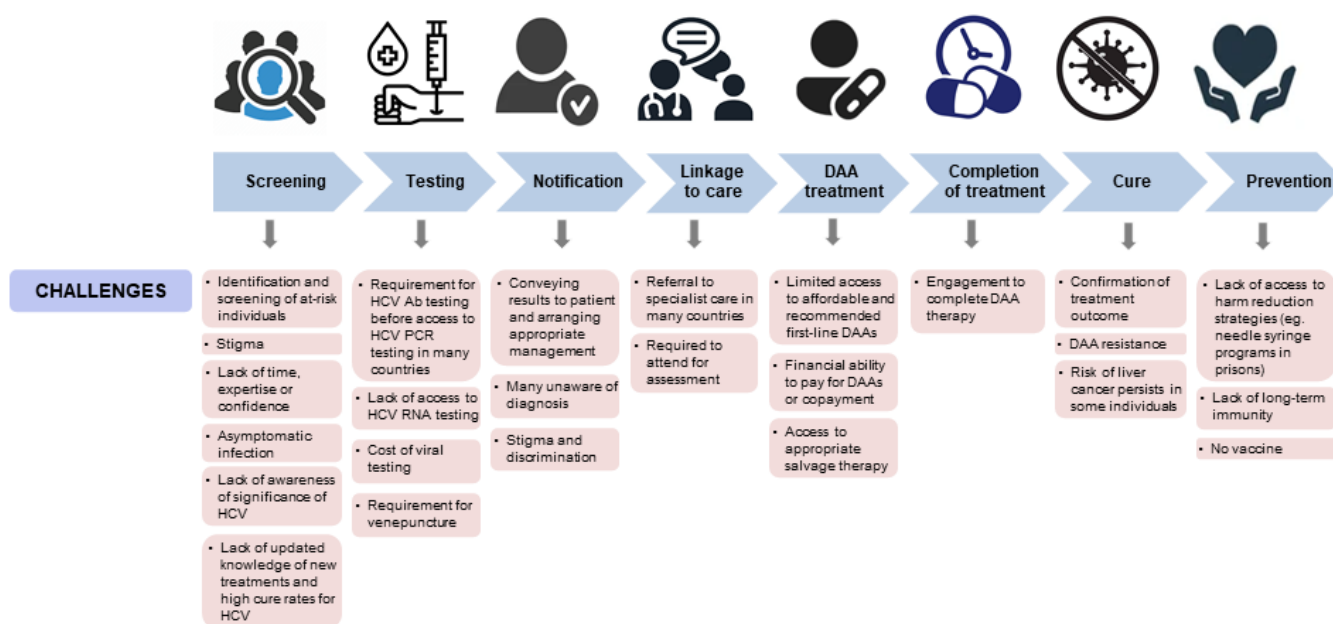 Screening
Testing
Notification
Linkage
to care
DAA
treatment
Completion
of treatment
Cure
Prevention
CHALLENGES
• Identification and
screening of at-risk
individuals
• Stigma
• Lack of time,
expertise or
confidence
• Asymptomatic
infection
• Lack of awareness
of significance of
HCV
• Lack of updated
knowledge of new
treatments and
high cure rates for
HCV
• Requirement for
HCV Ab testing
before access to
HCV PCR
testing in many
countries
• Lack of access to
HCV RNA testing
• Cost of viral
testing
• Requirement for
venepuncture
• Conveying
results to patient
and arranging
appropriate
management
• Many unaware of
diagnosis
• Stigma and
discrimination
• Referral to
specialist care in
many countries
• Required to
attend for
assessment
• Limited access
to affordable and
recommended
first-line DAAs
• Financial ability
to pay for DAAs
or copayment
• Access to
appropriate
salvage therapy
• Engagement to
complete DAA
therapy
• Confirmation of
treatment
outcome
• DAA resistance
• Risk of liver
cancer persists in
some individuals
• Lack of access to
harm reduction
strategies (eg.
needle syringe
programs in
prisons)
• Lack of long-term
immunity
• No vaccine